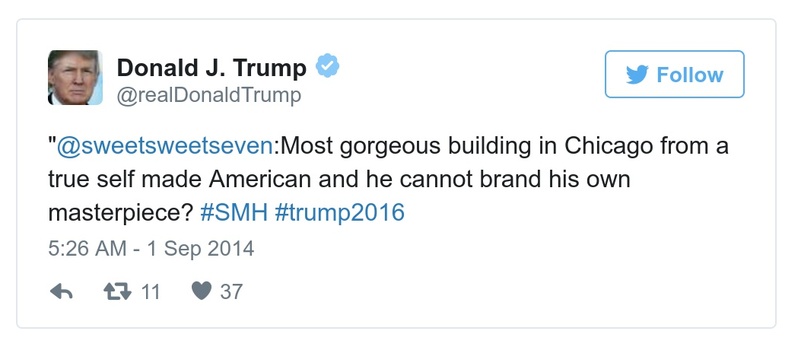 Donald J. Trump
@realDonaldTrump
Follow
"@sweetsweetseven:Most gorgeous building in Chicago from a
true self made American and he cannot brand his own
masterpiece? #SMH #trump2016
5:26 AM - 1 Sep 2014
11 37